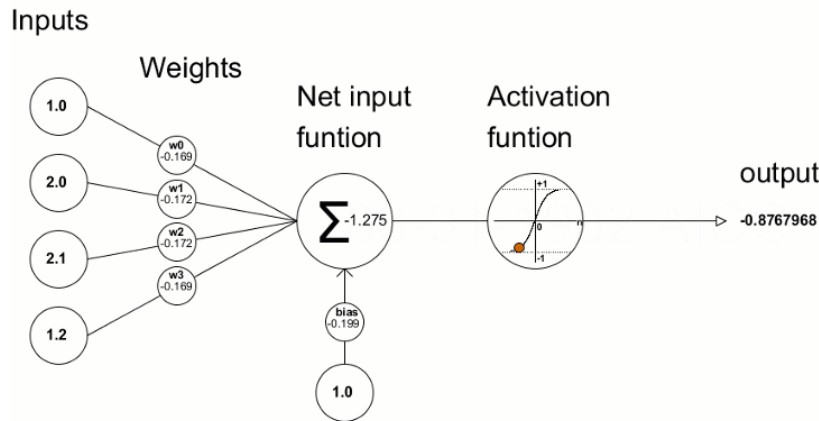 Inputs
Weights
Net input
funtion
Activation
funtion
output
1.0
2.0
2.1
1.2
w0
-0.169
w1
-0.172
w2
-0.172
w3
-0.169
∑
-1.275
bias
-0.199
1.0
+1
0
n
-1
-0.8767968